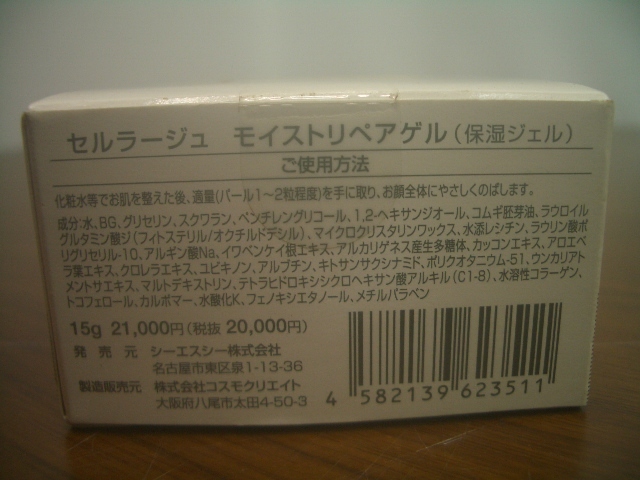 セルラージュ モイストリペアゲル(保湿ジェル)
ご使用方法
化粧水等でお肌を整えた後、適量(パール1〜2粒程度)を手に取り、お顔全体にやさしくのばします。
成分:水、BG、グリセリン、スクワラン、ペンチレングリコール、1,2-ヘキサンジオール、コムギ胚芽油、ラウロイル
グルタミン酸ジ(フィトステリル/オクチルドデシル)、マイクロクリスタリンワックス、水添レシチン、ラウリン酸ポ
リグリセリル-10、アルギン酸Na、イワベンケイ根エキス、アルカリゲネス産生多糖体、カッコンエキス、アロエベ
ラ葉エキス、クロレラエキス、ユビキノン、アルブチン、キトサンサクシナミド、ポリクオタニウム-51、ウンカリアト
メントサエキス、マルトデキストリン、テトラヒドロキシシクロヘキサン酸アルキル(C1-8)、水溶性コラーゲン、
トコフェロール、カルボマー、水酸化K、フェノキシエタノール、メチルパラベン
15g 21,000円(税抜 20,000円)
発売元 シーエスシー株式会社
名古屋市東区泉1-13-36
製造販売元 株式会社コスモクリエイト
大阪府八尾市太田4-50-3
4 582139 623511